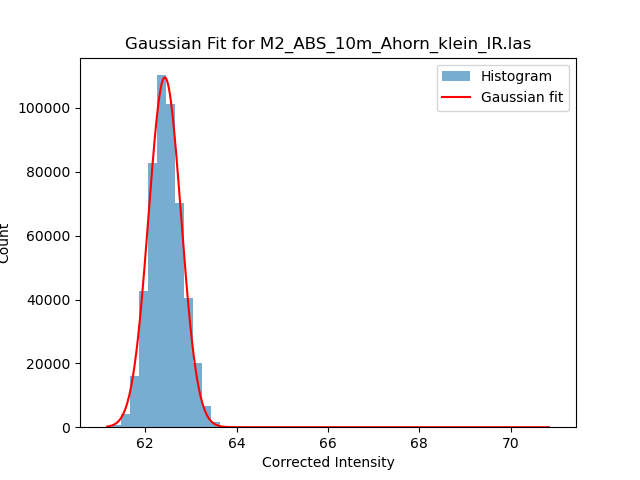 Gaussian Fit for M2_ABS_10m_Ahorn_klein_IR.las
Histogram
Gaussian fit
100000
80000
60000
40000
20000
0
Count
62 64 66 68 70
Corrected Intensity